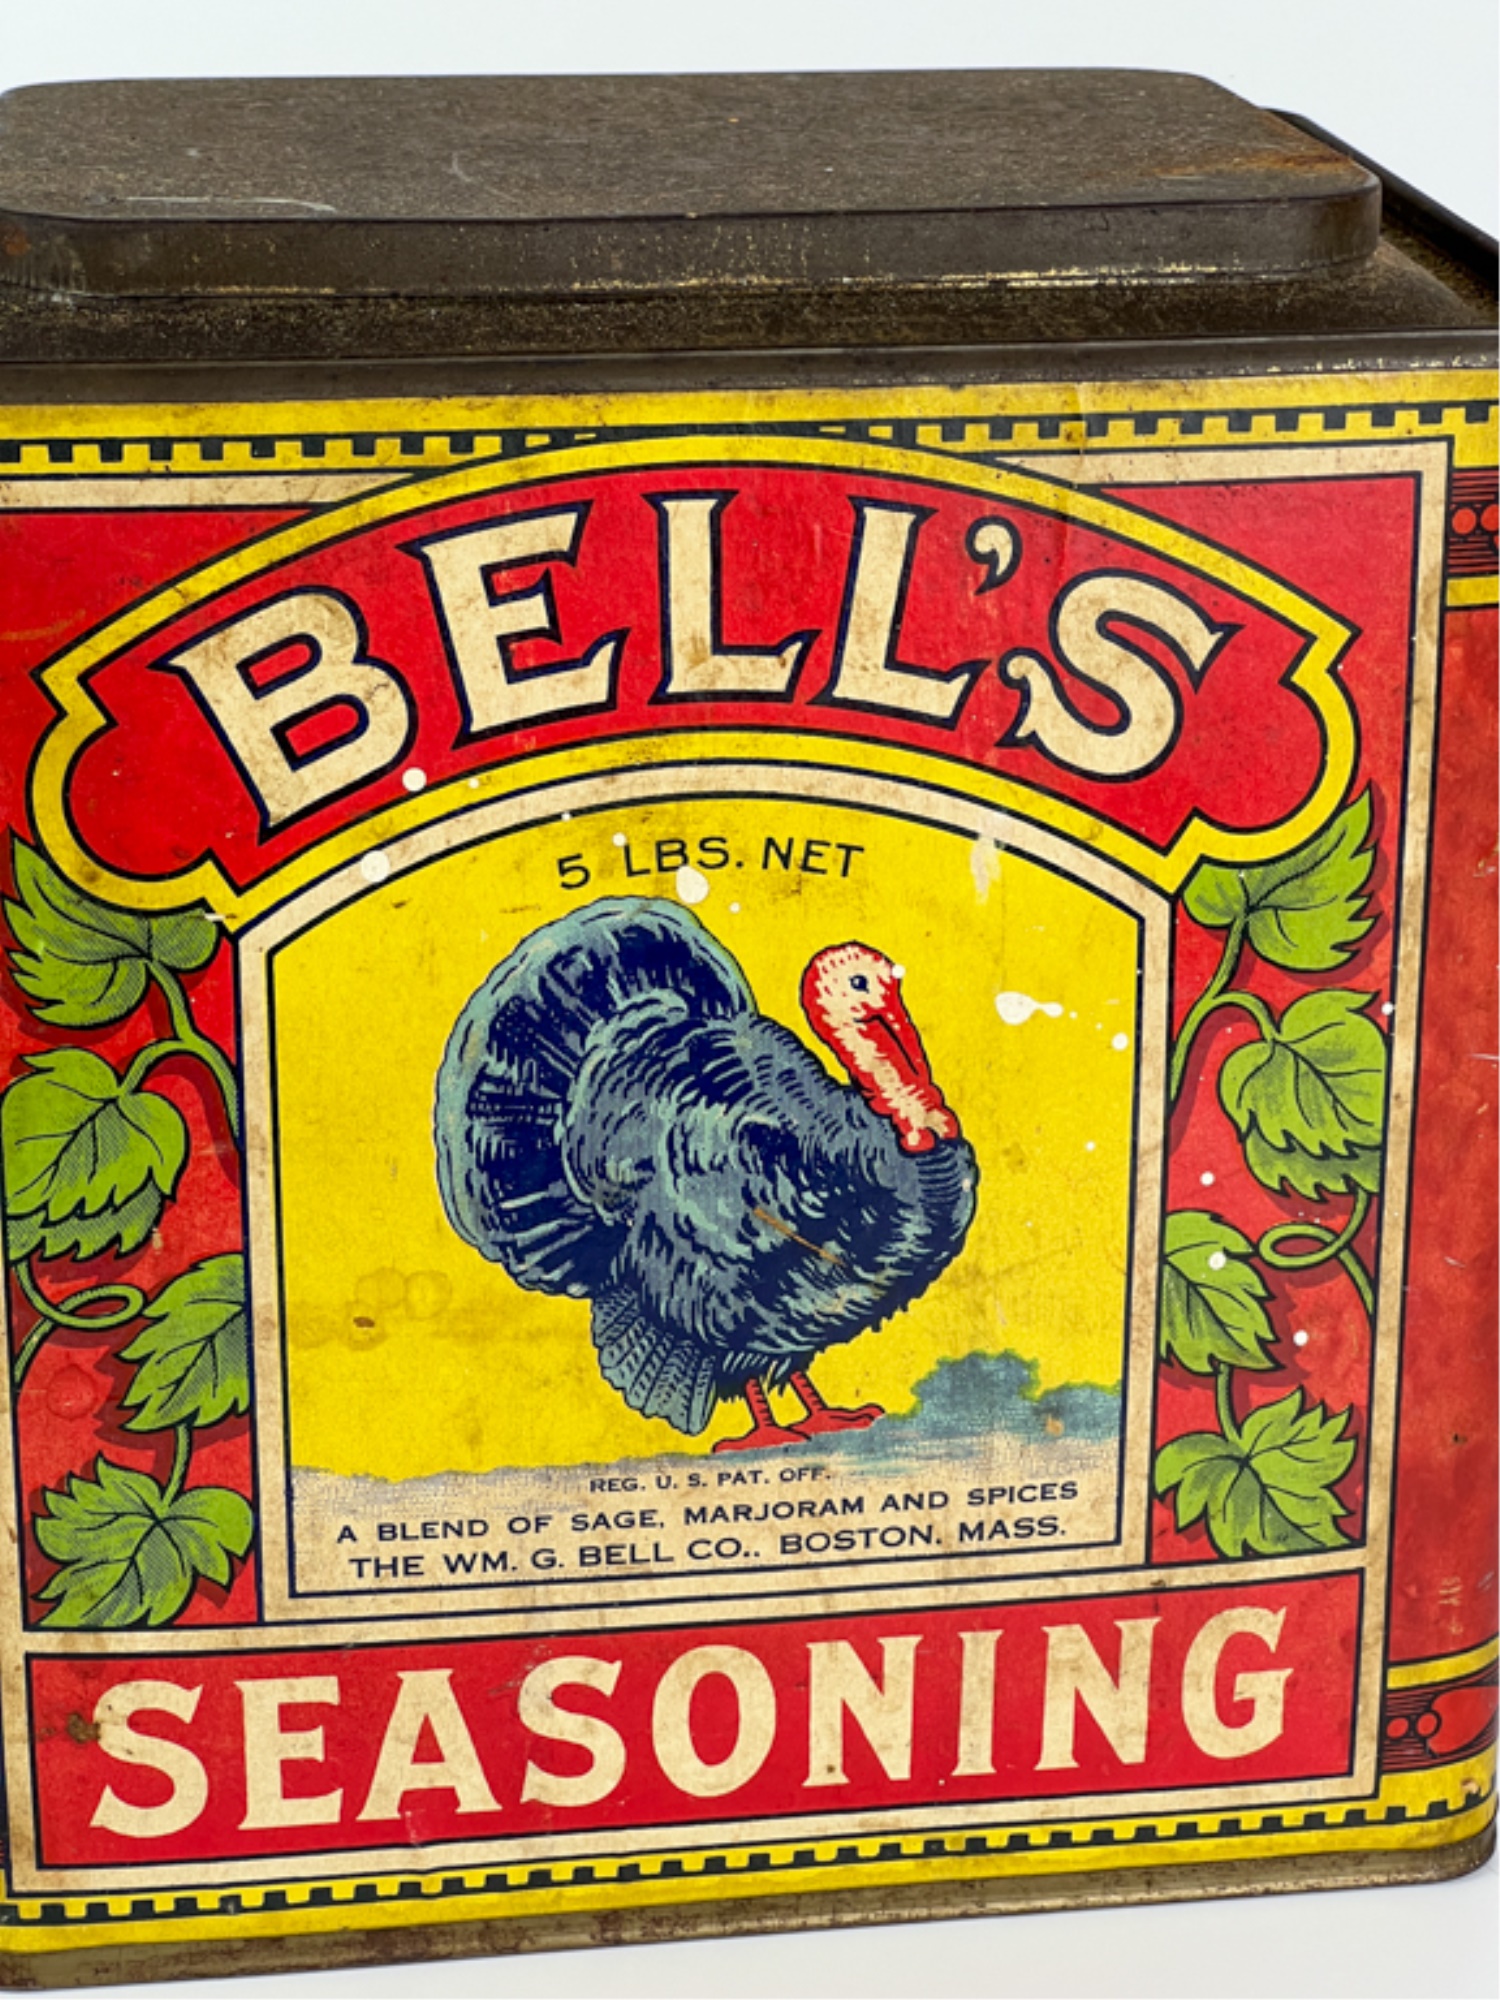 BELL'S
5 LBS. NET
REG. U. S. PAT. OFF.
A BLEND OF SAGE, MARJORAM AND SPICES
THE WM. G. BELL CO., BOSTON, MASS.
SEASONING